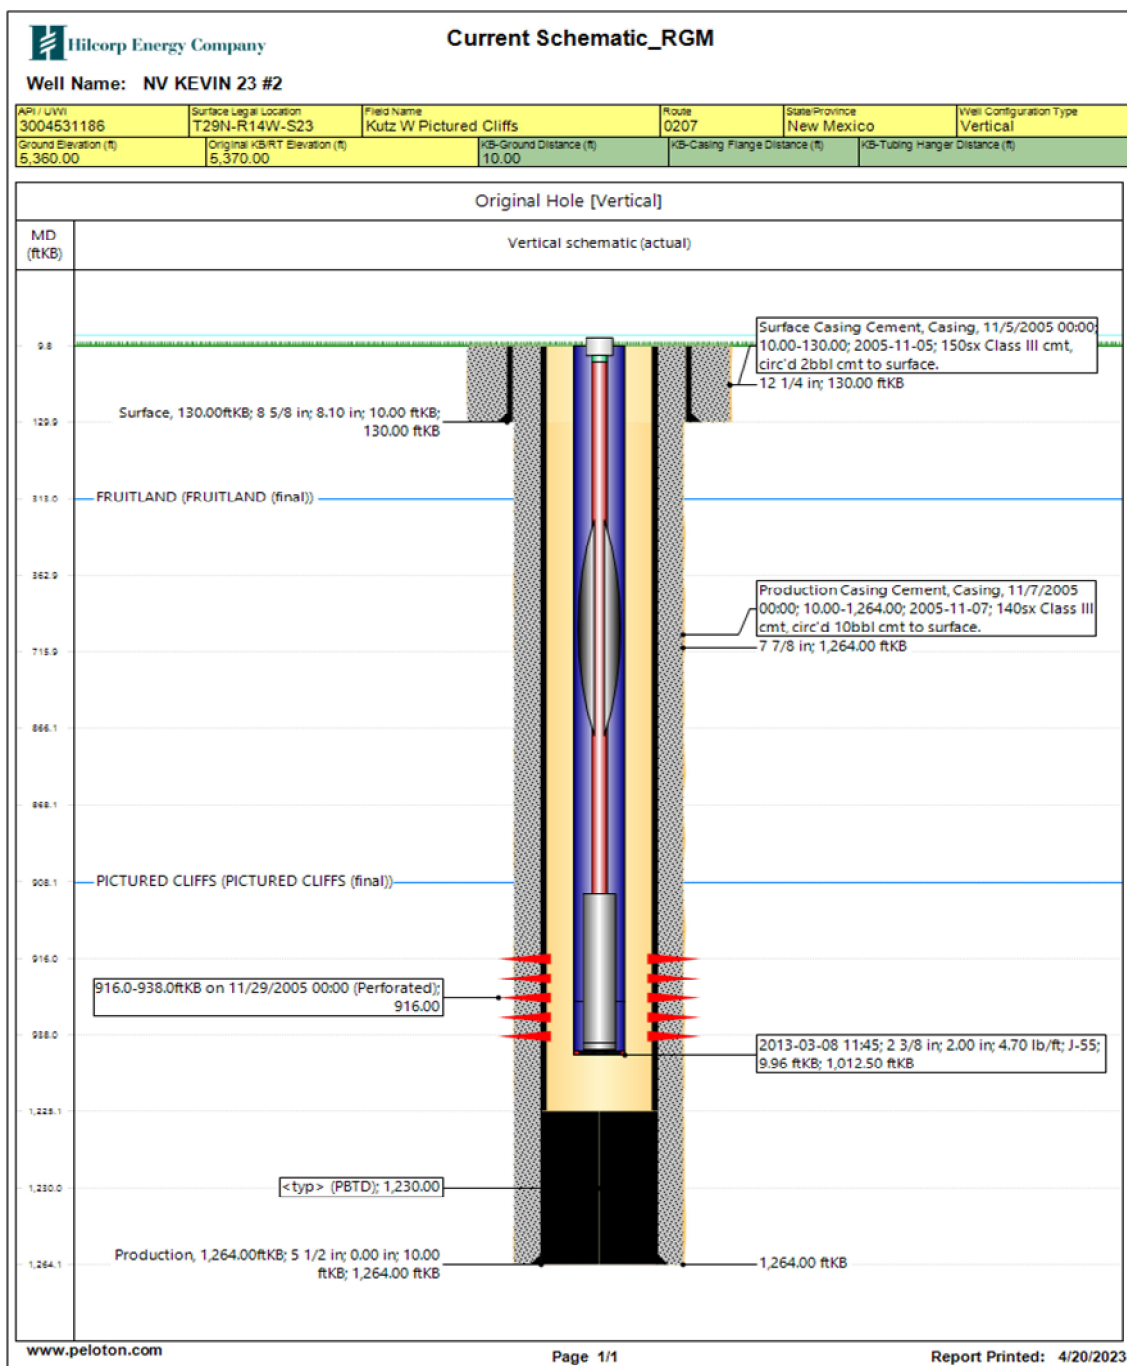 Hilcorp Energy Company
Current Schematic_RGM
Well Name: NV KEVIN 23 #2
API / UWI
3004531186
Surface Legal Location
T29N-R14W-S23
Field Name
Kutz W Pictured Cliffs
Route
0207
State/Province
New Mexico
Well Configuration Type
Vertical
Ground Elevation (ft)
5,360.00
Original KB/RT Elevation (ft)
5,370.00
KB-Ground Distance (ft)
10.00
KB-Casing Flange Distance (ft)
KB-Tubing Hanger Distance (ft)
Original Hole [Vertical]
MD
(ftKB)
Vertical schematic (actual)
Surface Casing Cement, Casing, 11/5/2005 00:00;
10.00-130.00; 2005-11-05; 150sx Class III cmt,
circ'd 2bbl cmt to surface.
9.8
12 1/4 in; 130.00 ftKB
Surface, 130.00ftKB; 8 5/8 in; 8.10 in; 10.00 ftKB;
130.00 ftKB
129.9
313.0
FRUITLAND (FRUITLAND (final))
362.9
Production Casing Cement, Casing, 11/7/2005
00:00; 10.00-1,264.00; 2005-11-07; 140sx Class III
cmt, circ'd 10bbl cmt to surface.
7 7/8 in; 1,264.00 ftKB
866.1
868.1
908.1
PICTURED CLIFFS (PICTURED CLIFFS (final))
916.0
916.0-938.0ftKB on 11/29/2005 00:00 (Perforated);
916.00
938.0
2013-03-08 11:45; 2 3/8 in; 2.00 in; 4.70 lb/ft; J-55;
9.96 ftKB; 1,012.50 ftKB
<typ> (PBTD); 1,230.00
1,230.0
Production, 1,264.00ftKB; 5 1/2 in; 0.00 in; 10.00
ftKB; 1,264.00 ftKB
1,264.1
1,264.00 ftKB
www.peloton.com
Page 1/1
Report Printed: 4/20/2023